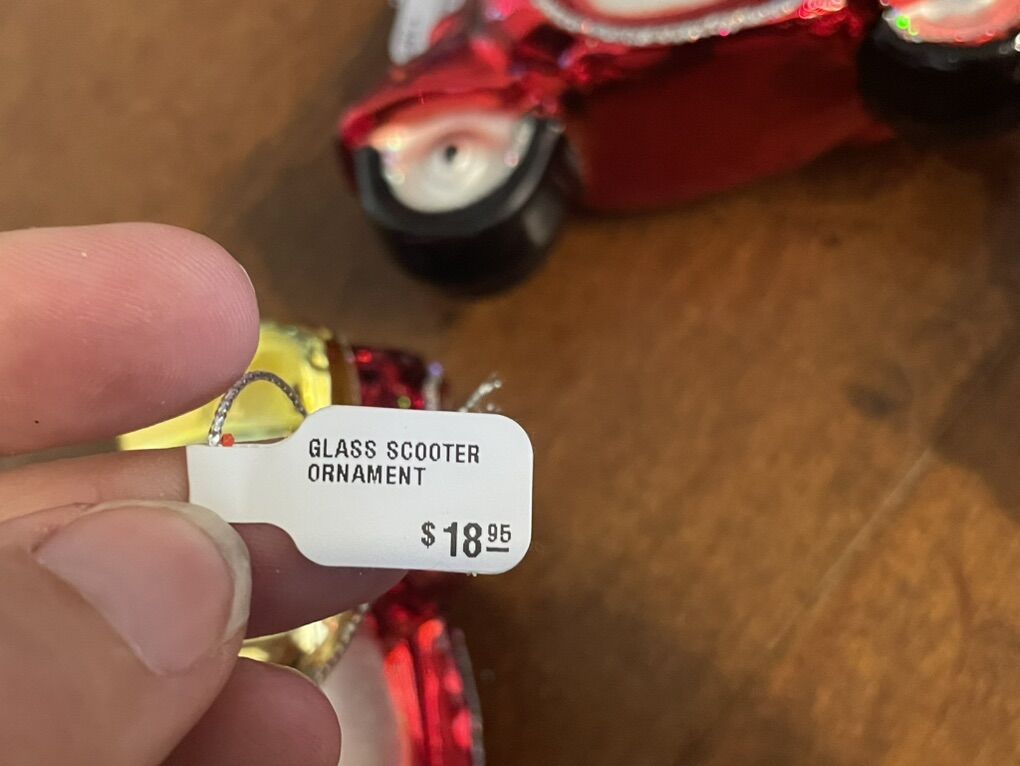 GLASS SCOOTER
ORNAMENT
$18 95